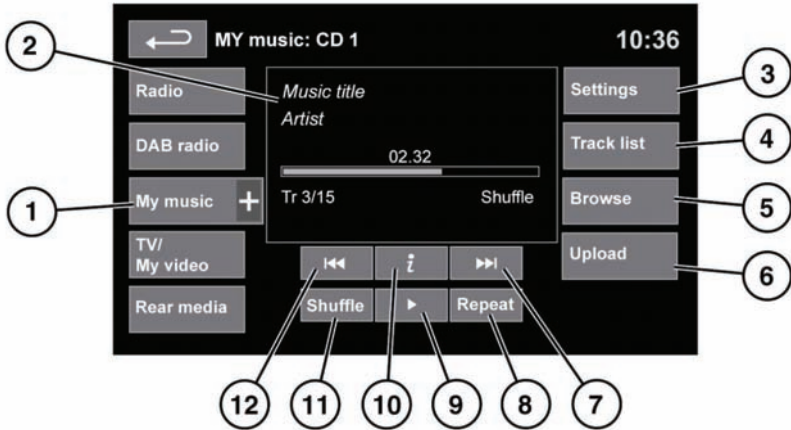 MY music: CD 1
10:36
2
Radio
Music title
Settings
3
Artist
DAB radio
02.32
Track list
4
1
My music +
Tr 3/15
Shuffle
Browse
5
TV/
My video
i
Upload
6
Rear media
Shuffle
Repeat
12
11
10
9
8
7